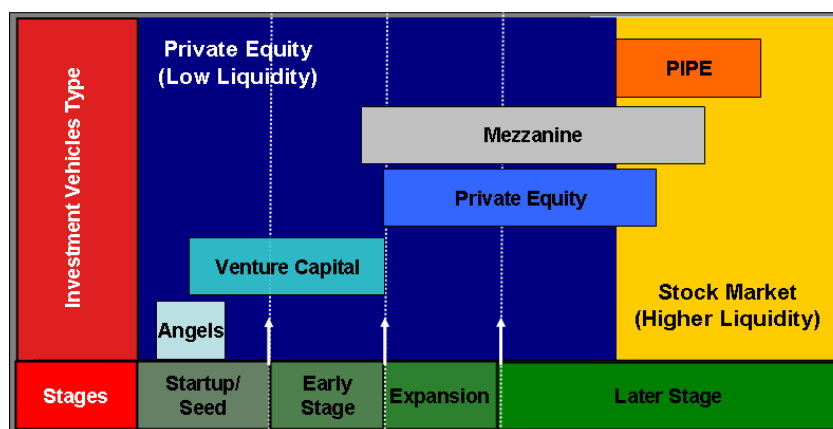 Investment Vehicles Type
Private Equity
(Low Liquidity)
PIPE
Mezzanine
Private Equity
Venture Capital
Angels
Stock Market
(Higher Liquidity)
Stages
Startup/
Seed
Early
Stage
Expansion
Later Stage